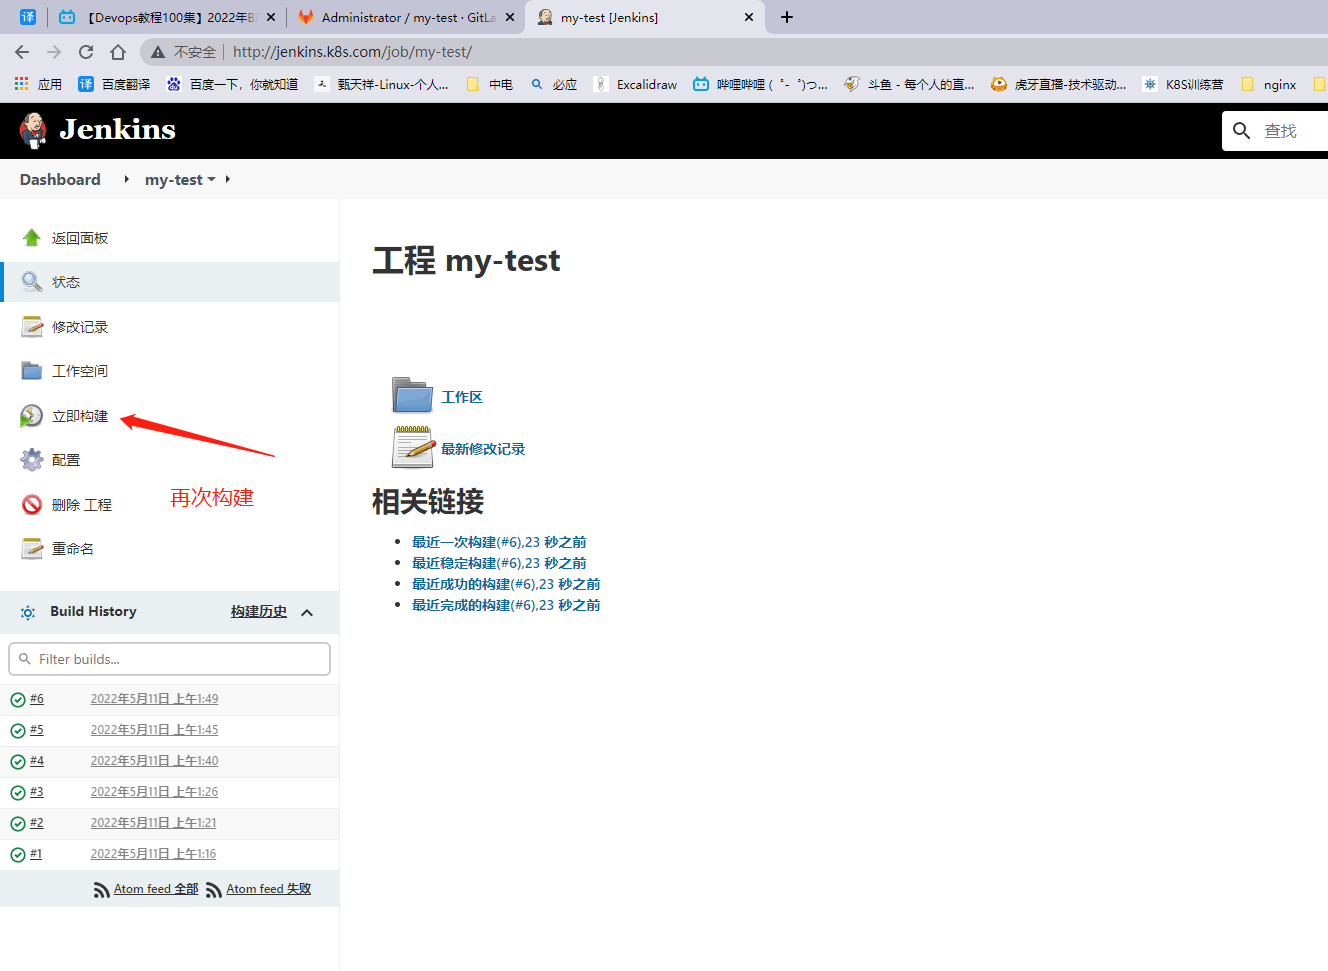 译
【Devops教程100集】2022年B
Administrator / my-test · GitLa
my-test [Jenkins]
不安全
http://jenkins.k8s.com/job/my-test/
应用
译
百度翻译
百度一下，你就知道
甄天祥-Linux-个人...
中电
必应
Excalidraw
哔哩哔哩 (゜-゜)つ...
斗鱼 - 每个人的直...
虎牙直播-技术驱动...
K8S训练营
nginx
Jenkins
查找
Dashboard
my-test
返回面板
状态
修改记录
工作空间
立即构建
配置
删除 工程
重命名
再次构建
工程 my-test
工作区
最新修改记录
相关链接
最近一次构建(#6),23 秒之前
最近稳定构建(#6),23 秒之前
最近成功的构建(#6),23 秒之前
最近完成的构建(#6),23 秒之前
Build History
构建历史
Filter builds...
#6 2022年5月11日 上午1:49
#5 2022年5月11日 上午1:45
#4 2022年5月11日 上午1:40
#3 2022年5月11日 上午1:26
#2 2022年5月11日 上午1:21
#1 2022年5月11日 上午1:16
Atom feed 全部
Atom feed 失败